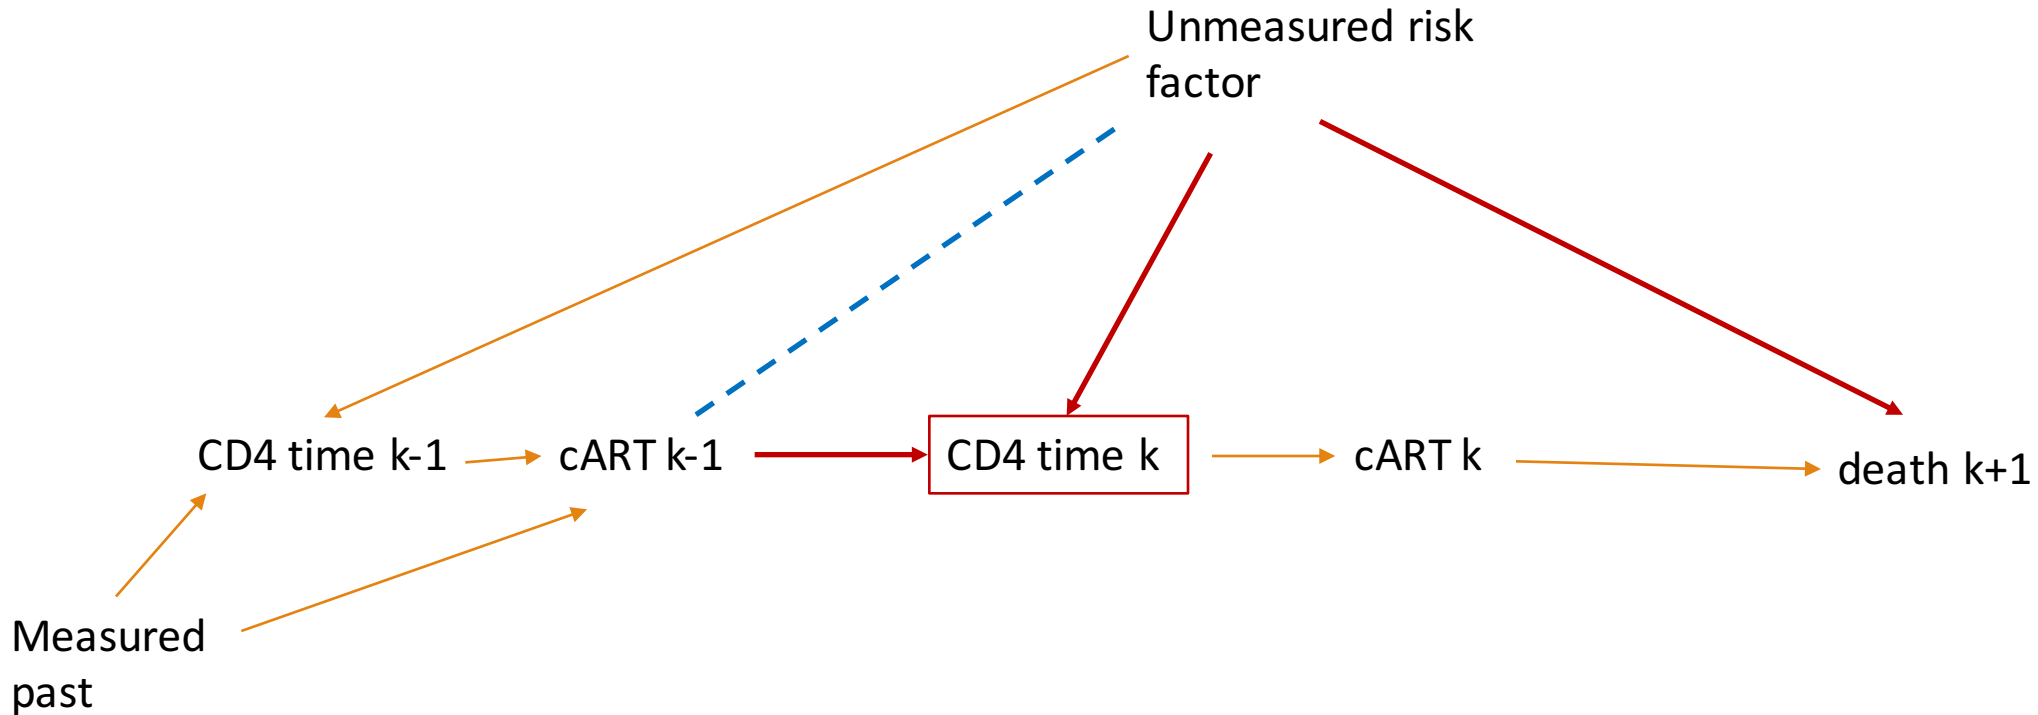 Unmeasured risk
factor
CD4 time k-1
cART k-1
CD4 time k
cART k
death k+1
Measured
past